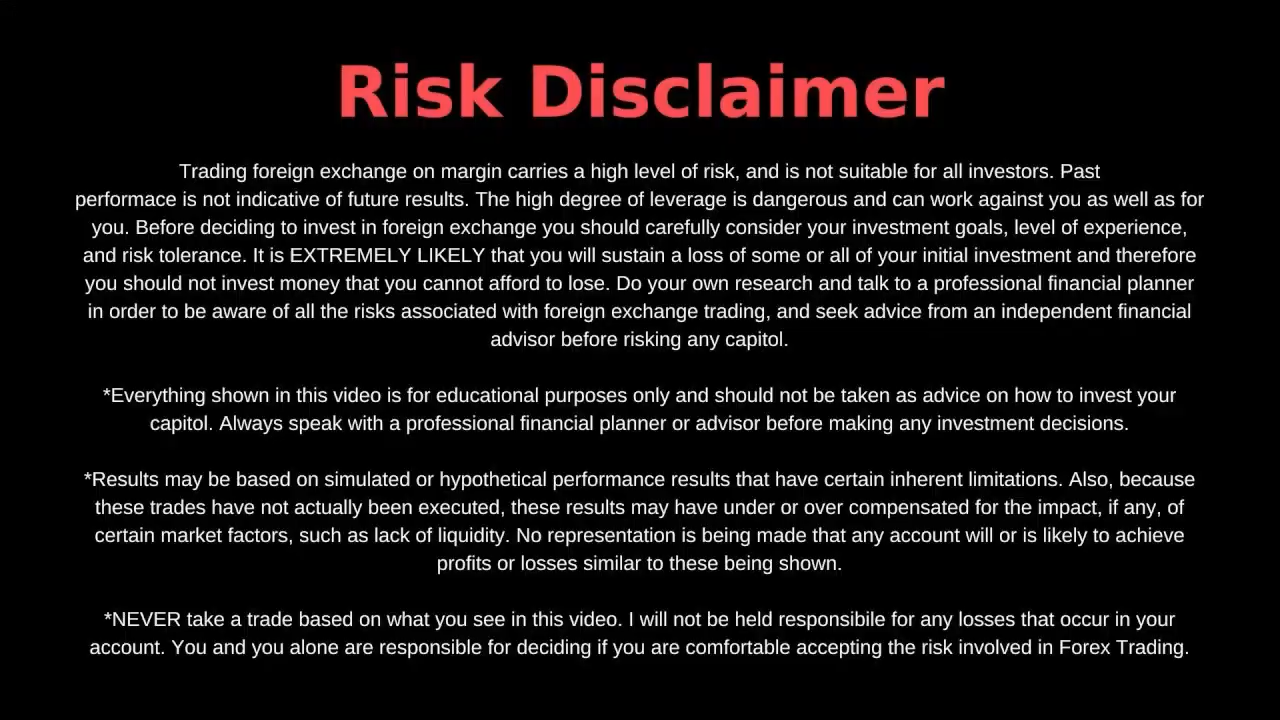 Risk Disclaimer
Trading foreign exchange on margin carries a high level of risk, and is not suitable for all investors. Past
performace is not indicative of future results. The high degree of leverage is dangerous and can work against you as well as for
you. Before deciding to invest in foreign exchange you should carefully consider your investment goals, level of experience,
and risk tolerance. It is EXTREMELY LIKELY that you will sustain a loss of some or all of your initial investment and therefore
you should not invest money that you cannot afford to lose. Do your own research and talk to a professional financial planner
in order to be aware of all the risks associated with foreign exchange trading, and seek advice from an independent financial
advisor before risking any capitol.
*Everything shown in this video is for educational purposes only and should not be taken as advice on how to invest your
capitol. Always speak with a professional financial planner or advisor before making any investment decisions.
*Results may be based on simulated or hypothetical performance results that have certain inherent limitations. Also, because
these trades have not actually been executed, these results may have under or over compensated for the impact, if any, of
certain market factors, such as lack of liquidity. No representation is being made that any account will or is likely to achieve
profits or losses similar to these being shown.
*NEVER take a trade based on what you see in this video. I will not be held responsibile for any losses that occur in your
account. You and you alone are responsible for deciding if you are comfortable accepting the risk involved in Forex Trading.